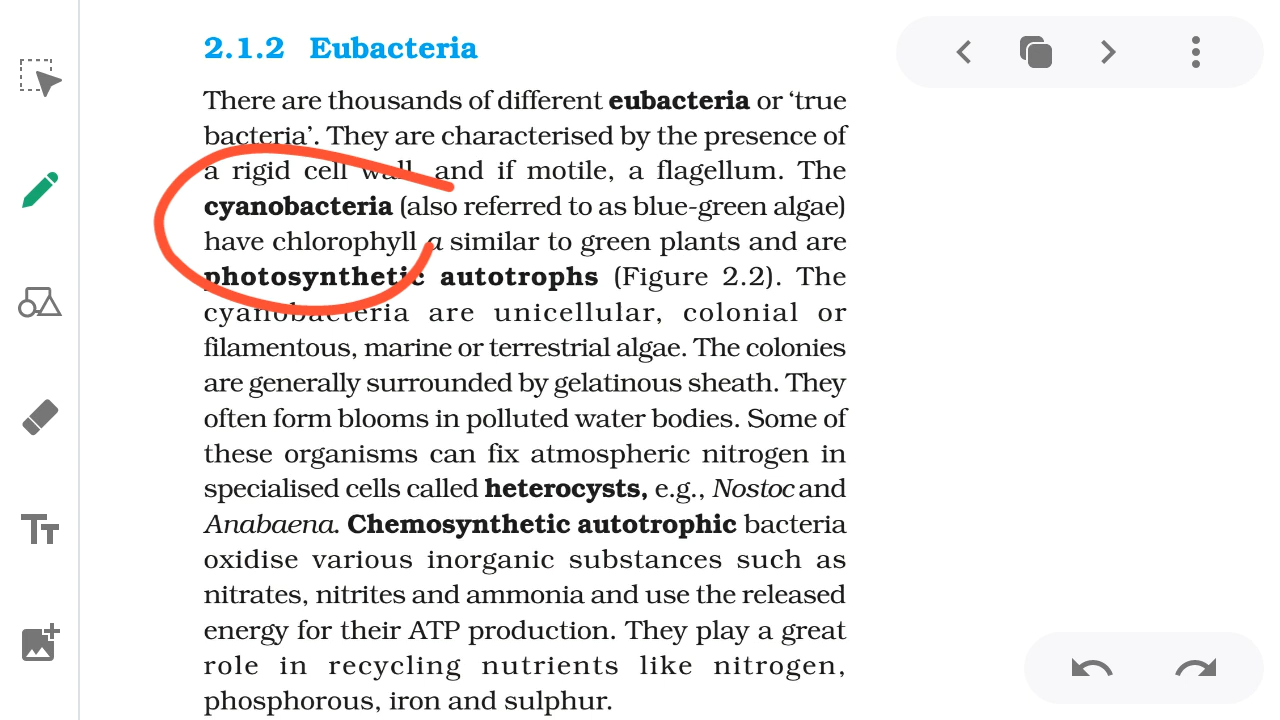 2.1.2 Eubacteria
There are thousands of different eubacteria or ‘true
bacteria’. They are characterised by the presence of
a rigid cell wall, and if motile, a flagellum. The
cyanobacteria (also referred to as blue-green algae)
have chlorophyll a similar to green plants and are
photosynthetic autotrophs (Figure 2.2). The
cyanobacteria are unicellular, colonial or
filamentous, marine or terrestrial algae. The colonies
are generally surrounded by gelatinous sheath. They
often form blooms in polluted water bodies. Some of
these organisms can fix atmospheric nitrogen in
specialised cells called heterocysts, e.g., Nostoc and
Anabaena. Chemosynthetic autotrophic bacteria
oxidise various inorganic substances such as
nitrates, nitrites and ammonia and use the released
energy for their ATP production. They play a great
role in recycling nutrients like nitrogen,
phosphorous, iron and sulphur.
TT